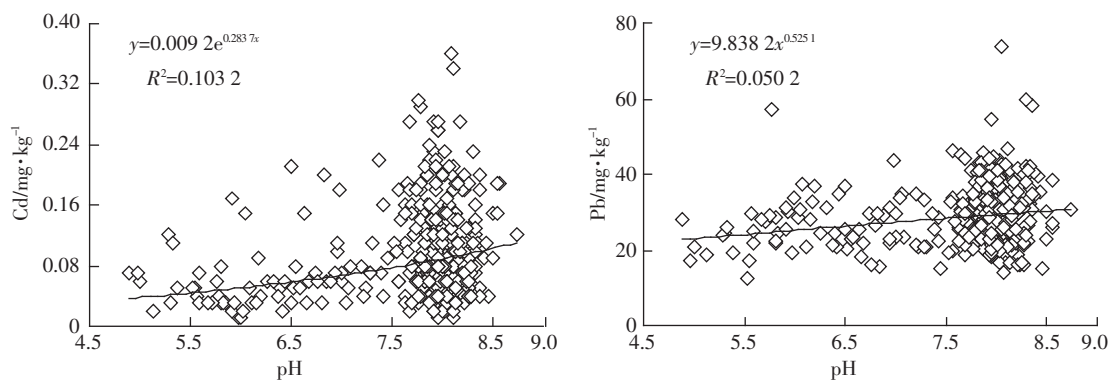 0.40
0.32
0.24
0.16
0.08
0
Cd/mg·kg⁻¹
y=0.009 2e^0.283 7x
R²=0.103 2
4.5 5.5 6.5 7.5 8.5 9.0
pH
80
60
40
20
0
Pb/mg·kg⁻¹
y=9.838 2x^0.525 1
R²=0.050 2
4.5 5.5 6.5 7.5 8.5 9.0
pH